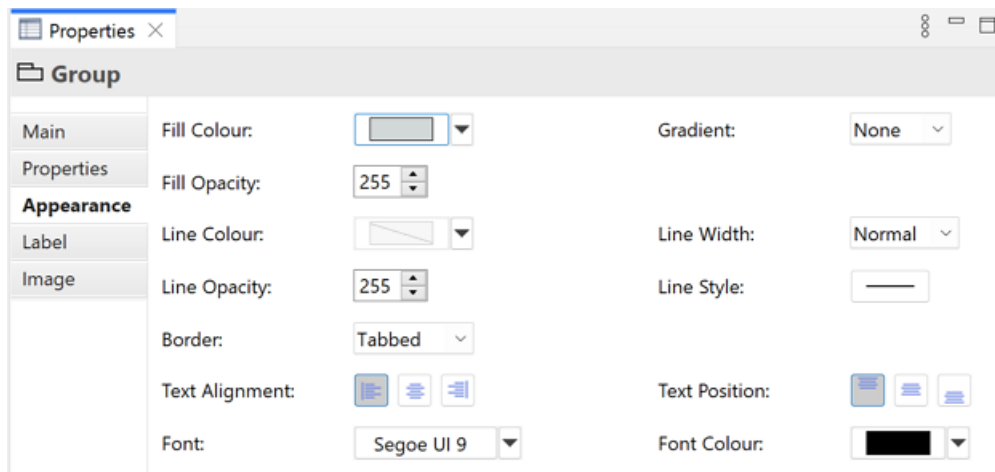 Properties
Group
Main
Properties
Appearance
Label
Image
Fill Colour:
Gradient: None
Fill Opacity: 255
Line Colour:
Line Width: Normal
Line Opacity: 255
Line Style:
Border: Tabbed
Text Alignment:
Text Position:
Font: Segoe UI 9
Font Colour: